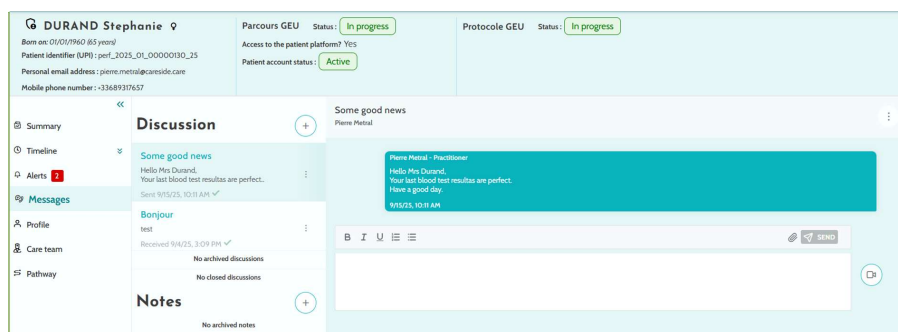 DURAND Stephanie
Born on: 01/01/1960 (65 years)
Patient identifier (UPI) : perf_2025_01_00000130_25
Personal email address : pierre.metral@careside.care
Mobile phone number : +33689317657
Parcours GEU Status : In progress
Access to the patient platform? Yes
Patient account status : Active
Protocole GEU Status : In progress
Summary
Timeline
Alerts 2
Messages
Profile
Care team
Pathway
Discussion
+
Some good news
Hello Mrs Durand,
Your last blood test resultas are perfect..
Sent 9/15/25, 10:11 AM
Bonjour
test
Received 9/4/25, 3:09 PM
No archived discussions
No closed discussions
Notes
+
No archived notes
Some good news
Pierre Metral
Pierre Metral - Practitioner
Hello Mrs Durand,
Your last blood test resultas are perfect.
Have a good day.
9/15/25, 10:11 AM
B I U
SEND